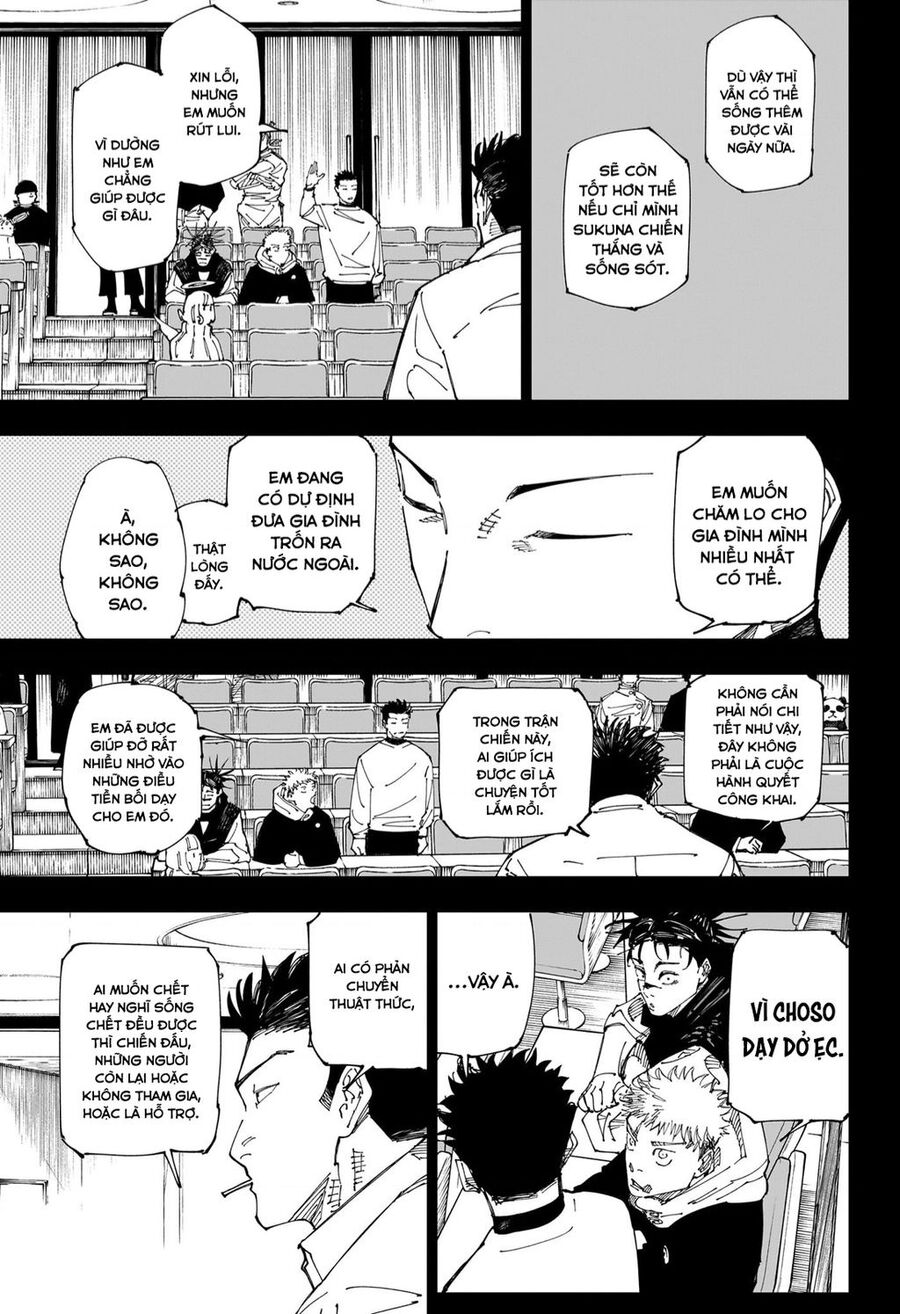 DÙ VẬY THÌ
VẪN CÓ THỂ
SỐNG THÊM
ĐƯỢC VÀI
NGÀY NỮA.
SẼ CÒN
TỐT HƠN THẾ
NẾU CHỈ MÌNH
SUKUNA CHIẾN
THẮNG VÀ
SỐNG SÓT.
XIN LỖI,
NHƯNG
EM MUỐN
RÚT LUI.
VÌ DƯỜNG
NHƯ EM
CHẲNG
GIÚP ĐƯỢC
GÌ ĐÂU.
EM MUỐN
CHĂM LO CHO
GIA ĐÌNH MÌNH
NHIỀU NHẤT
CÓ THỂ.
EM ĐANG
CÓ DỰ ĐỊNH
ĐƯA GIA ĐÌNH
TRỐN RA
NƯỚC NGOÀI.
THẬT
LÒNG
ĐẤY.
À,
KHÔNG
SAO,
KHÔNG
SAO.
KHÔNG CẦN
PHẢI NÓI CHI
TIẾT NHƯ VẬY,
ĐÂY KHÔNG
PHẢI LÀ CUỘC
HÀNH QUYẾT
CÔNG KHAI.
TRONG TRẬN
CHIẾN NÀY,
AI GIÚP ÍCH
ĐƯỢC GÌ LÀ
CHUYỆN TỐT
LẮM RỒI.
EM ĐÃ ĐƯỢC
GIÚP ĐỠ RẤT
NHIỀU NHỜ VÀO
NHỮNG ĐIỀU
TIỀN BỐI DẠY
CHO EM ĐÓ.
VÌ CHOSO
DẠY DỞ ẸC.
...VẬY À.
AI CÓ PHẢN
CHUYỂN
THUẬT THỨC,
AI MUỐN CHẾT
HAY NGHĨ SỐNG
CHẾT ĐỀU ĐƯỢC
THÌ CHIẾN ĐẤU,
NHỮNG NGƯỜI
CÒN LẠI HOẶC
KHÔNG THAM GIA,
HOẶC LÀ HỖ TRỢ.